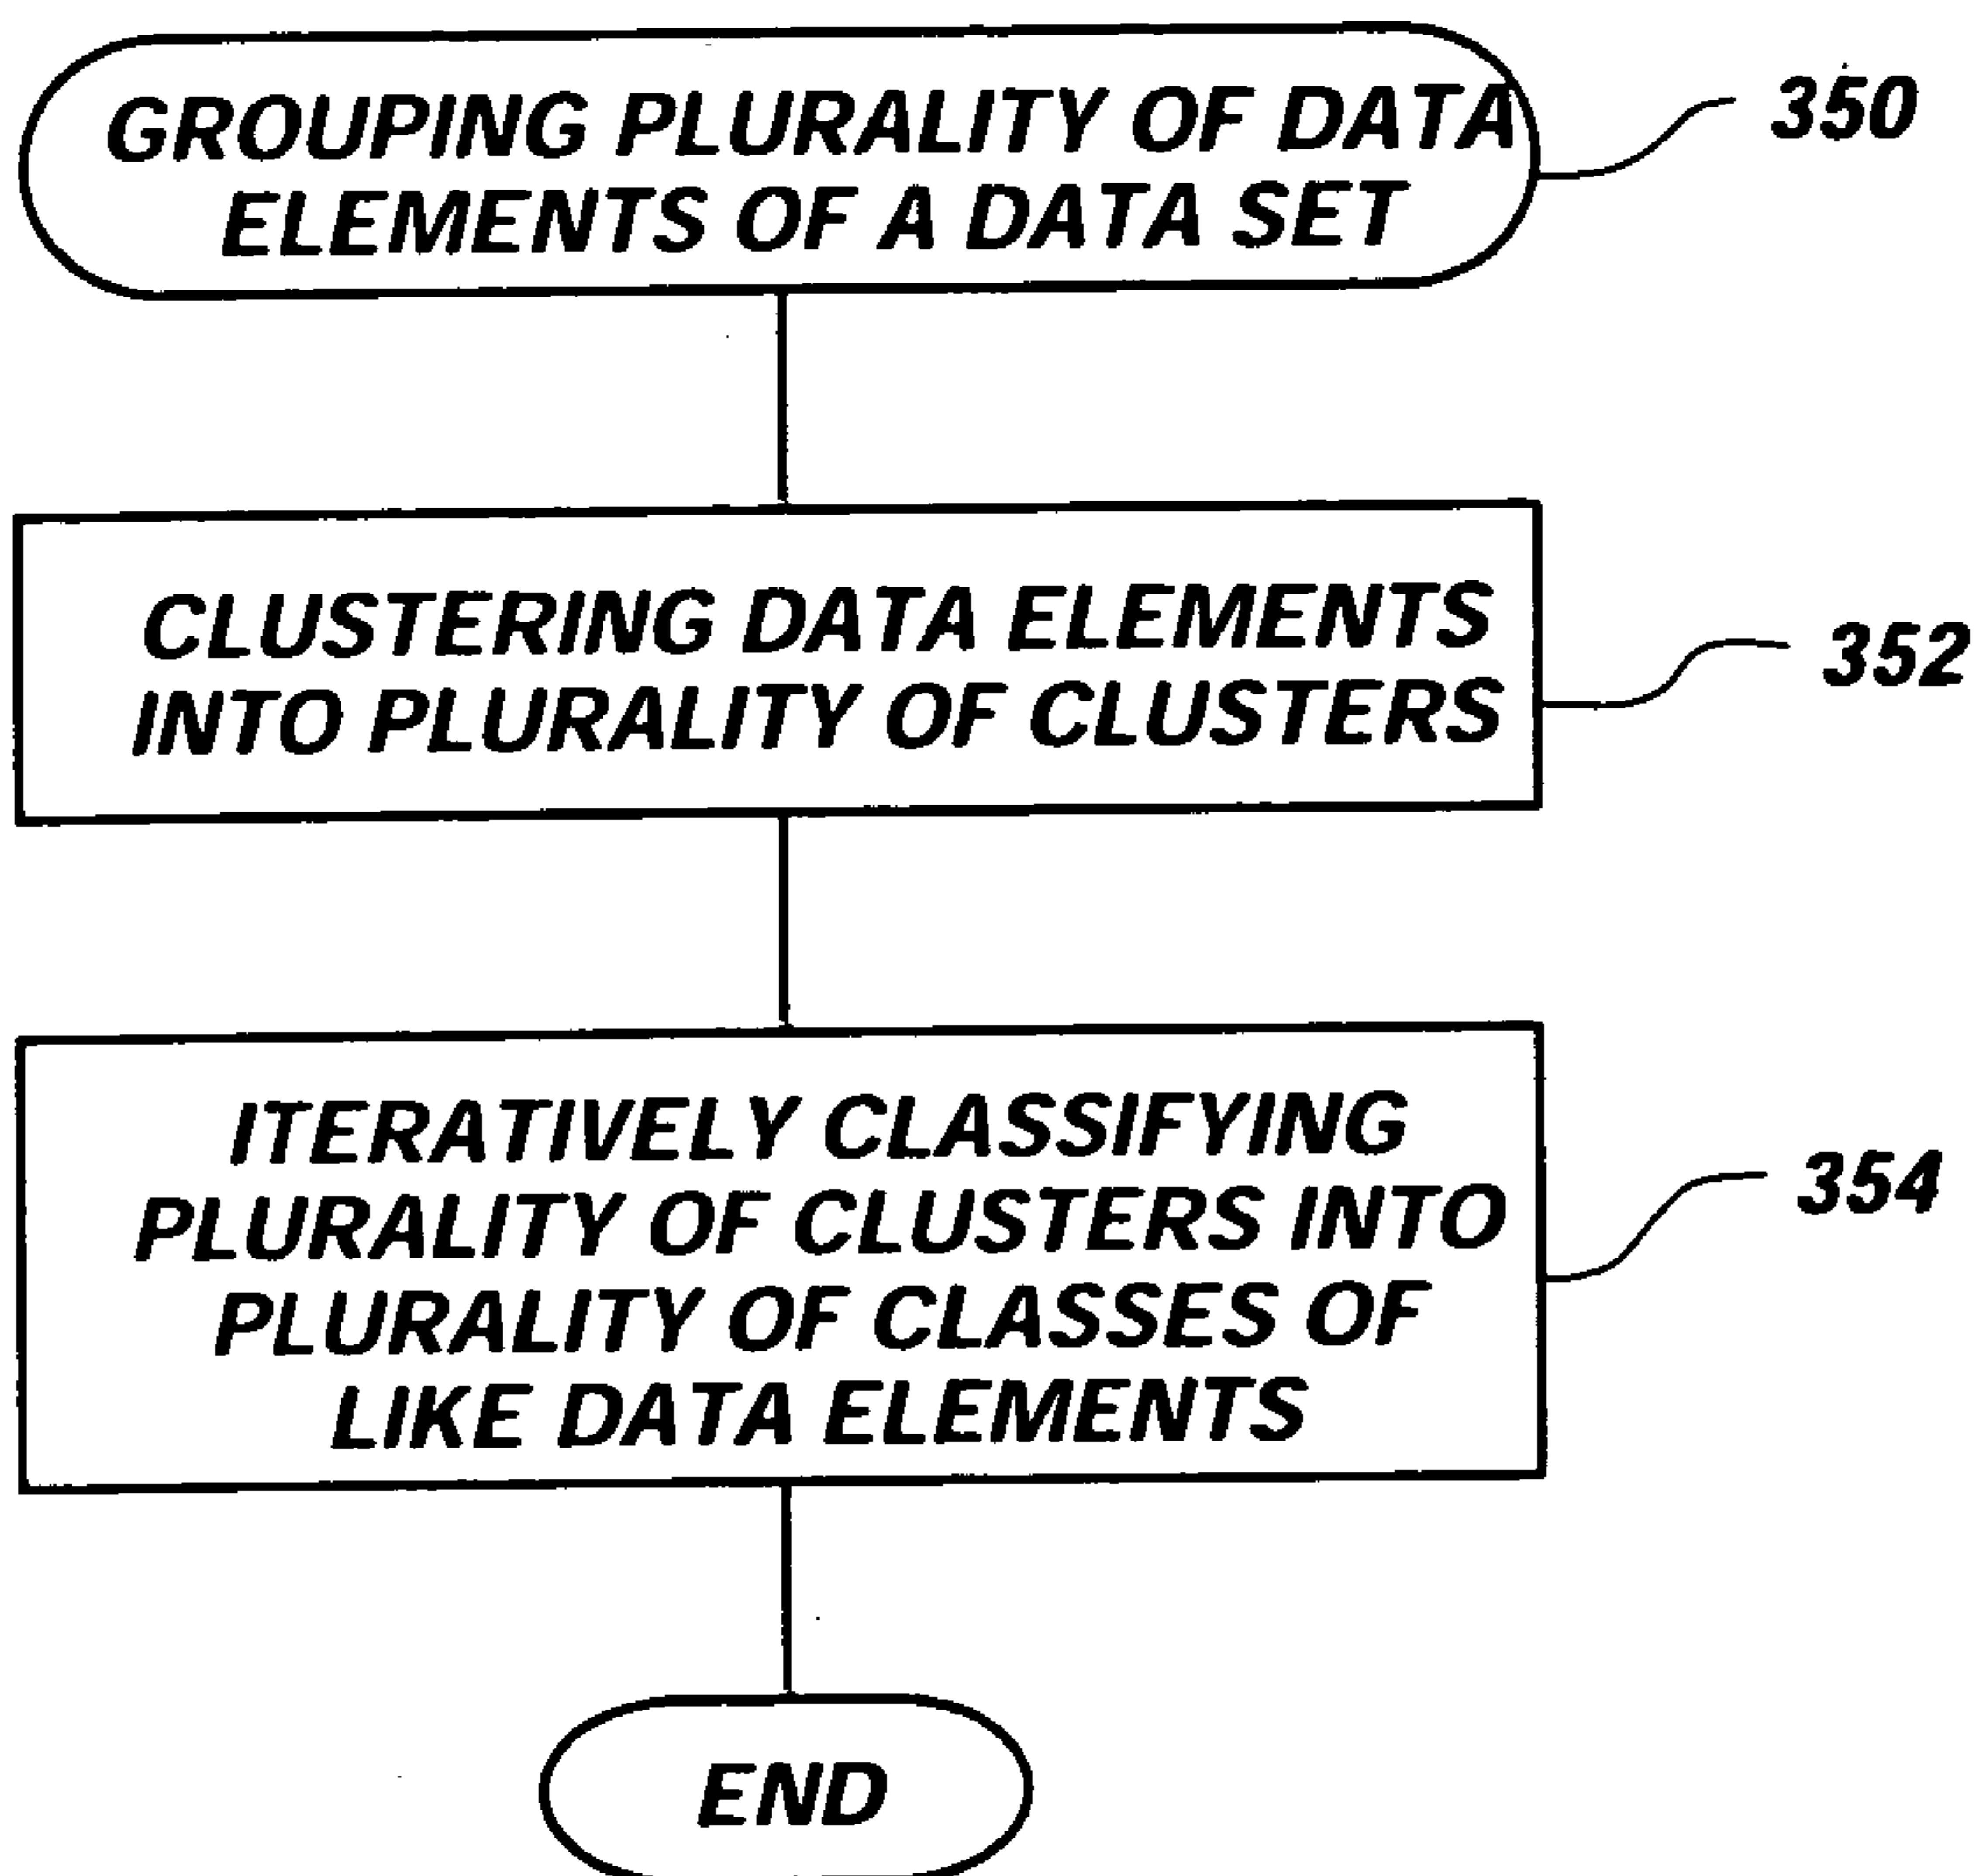 GROUPING PLURALITY OF DATA
ELEMENTS OF A DATA SET
350
CLUSTERING DATA ELEMENTS
INTO PLURALITY OF CLUSTERS
352
ITERATIVELY CLASSIFYING
PLURALITY OF CLUSTERS INTO
PLURALITY OF CLASSES OF
LIKE DATA ELEMENTS
354
END